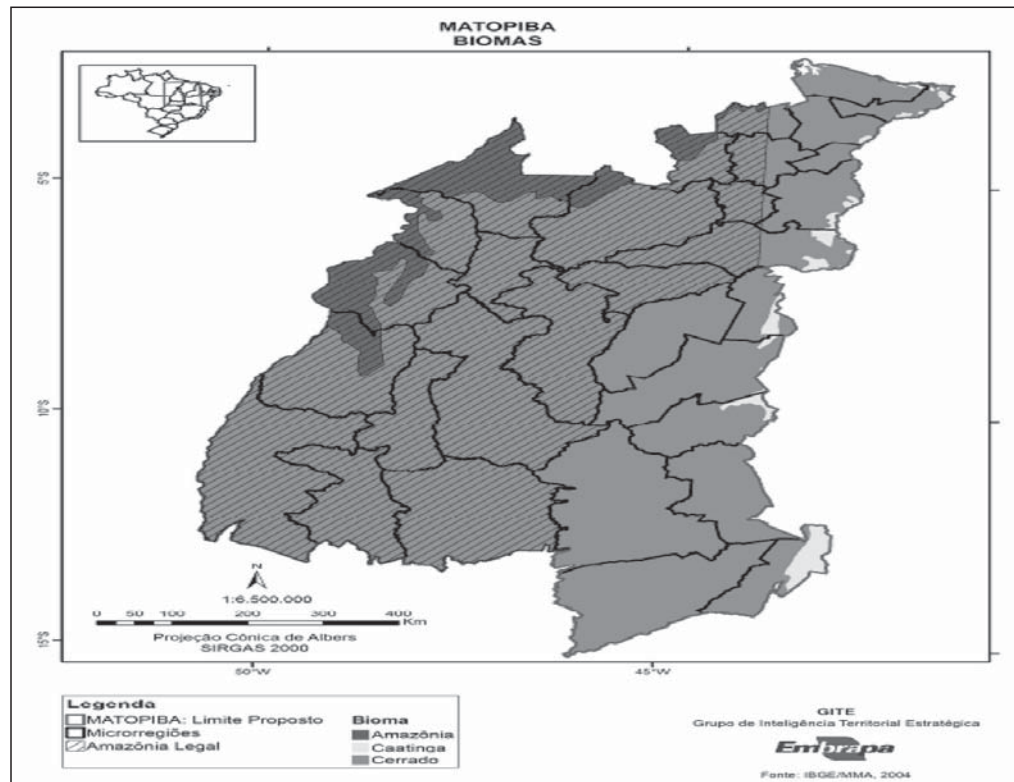 MATOPIBA
BIOMAS
5°S
10°S
15°S
N
1:6.500.000
0 50 100 200 300 400
Km
Projeção Cônica de Albers
SIRGAS 2000
50°W
45°W
Legenda
MATOPIBA: Limite Proposto
Microrregiões
Amazônia Legal
Bioma
Amazônia
Caatinga
Cerrado
GITE
Grupo de Inteligência Territorial Estratégica
Embrapa
Fonte: IBGE/MMA, 2004